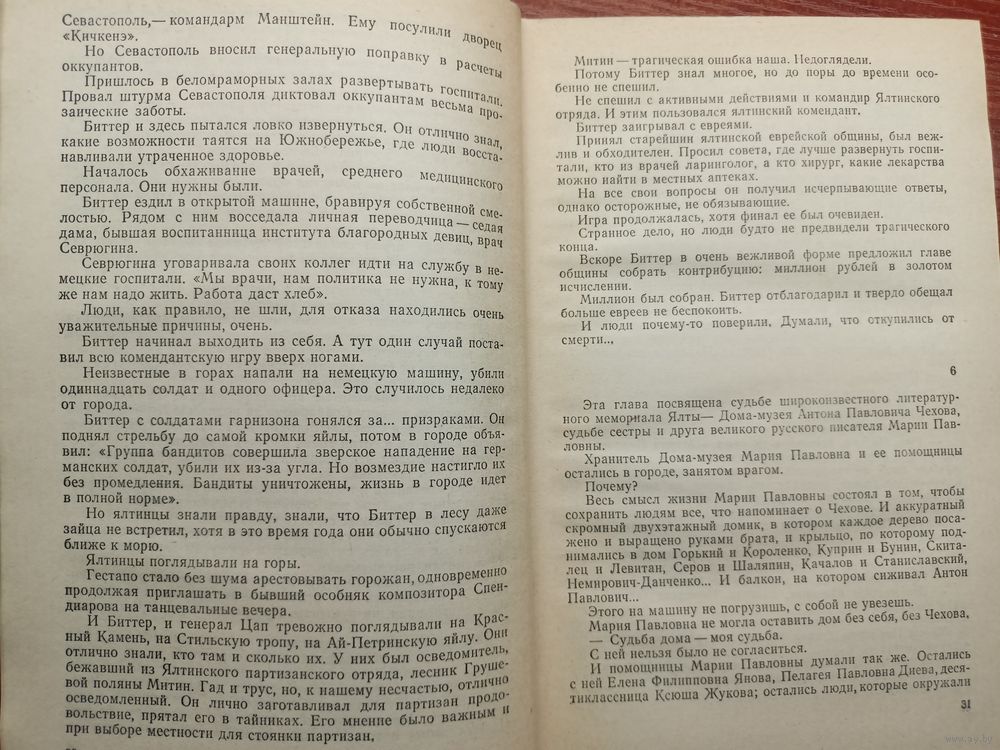 Севастополь,— командарм Манштейн. Ему посулили дворец
«Кичкенэ».
Но Севастополь вносил генеральную поправку в расчеты
оккупантов.
Пришлось в беломраморных залах развертывать госпитали.
Провал штурма Севастополя диктовал оккупантам весьма про-
заические заботы.
Биттер и здесь пытался ловко извернуться. Он отлично знал,
какие возможности таятся на Южнобережье, где люди восста-
навливали утраченное здоровье.
Началось обхаживание врачей, среднего медицинского
персонала. Они нужны были.
Биттер ездил в открытой машине, бравируя собственной сме-
лостью. Рядом с ним восседала личная переводчица — седая
дама, бывшая воспитанница института благородных девиц, врач
Севрюгина.
Севрюгина уговаривала своих коллег идти на службу в не-
мецкие госпитали. «Мы врачи, нам политика не нужна, к тому
же нам надо жить. Работа даст хлеб».
Люди, как правило, не шли, для отказа находились очень
уважительные причины, очень.
Биттер начинал выходить из себя. А тут один случай поста-
вил всю комендантскую игру вверх ногами.
Неизвестные в горах напали на немецкую машину, убили
одиннадцать солдат и одного офицера. Это случилось недалеко
от города.
Биттер с солдатами гарнизона гонялся за... призраками. Он
поднял стрельбу до самой кромки яйлы, потом в городе объя-
вил: «Группа бандитов совершила зверское нападение на гер-
манских солдат, убили их из-за угла. Но возмездие настигло их
без промедления. Бандиты уничтожены, жизнь в городе идет
в полной норме».
Но ялтинцы знали правду, знали, что Биттер в лесу даже
зайца не встретил, хотя в это время года они обычно спускаются
ближе к морю.
Ялтинцы поглядывали на горы.
Гестапо стало без шума арестовывать горожан, одновременно
продолжая приглашать в бывший особняк композитора Спен-
диарова на танцевальные вечера.
И Биттер, и генерал Цап тревожно поглядывали на Крас-
ный Камень, на Стильскую тропу, на Ай-Петринскую яйлу. Они
отлично знали, кто там и сколько их. У них был осведомитель,
бежавший из Ялтинского партизанского отряда, лесник Груше-
вой поляны Митин. Гад и трус, но, к нашему несчастью, отлично
осведомленный. Он лично заготавливал для партизан продо-
вольствие, прятал его в тайниках. Его мнение было важным и
при выборе местности для стоянки партизан.
Митин — трагическая ошибка наша. Недоглядели.
Потому Биттер знал многое, но до поры до времени осо-
бенно не спешил.
Не спешил с активными действиями и командир Ялтинского
отряда. И этим пользовался ялтинский комендант.
Биттер заигрывал с евреями.
Принял старейшин ялтинской еврейской общины, был веж-
лив и обходителен. Просил совета, где лучше развернуть госпи-
тали, кто из врачей ларинголог, а кто хирург, какие лекарства
можно найти в местных аптеках.
На все свои вопросы он получил исчерпывающие ответы,
однако осторожные, не обязывающие.
Игра продолжалась, хотя финал ее был очевиден.
Странное дело, но люди будто не предвидели трагического
конца.
Вскоре Биттер в очень вежливой форме предложил главе
общины собрать контрибуцию: миллион рублей в золотом
исчислении.
Миллион был собран. Биттер отблагодарил и твердо обещал
больше евреев не беспокоить.
И люди почему-то поверили. Думали, что откупились от
смерти...
6
Эта глава посвящена судьбе широкоизвестного литератур-
ного мемориала Ялты— Дома-музея Антона Павловича Чехова,
судьбе сестры и друга великого русского писателя Марии Пав-
ловны.
Хранитель Дома-музея Мария Павловна и ее помощницы
остались в городе, занятом врагом.
Почему?
Весь смысл жизни Марии Павловны состоял в том, чтобы
сохранить людям все, что напоминает о Чехове. И аккуратный
скромный двухэтажный домик, в котором каждое дерево поса-
жено и выращено руками брата, и крыльцо, по которому под-
нимались в дом Горький и Короленко, Куприн и Бунин, Скита-
лец и Левитан, Серов и Шаляпин, Качалов и Станиславский,
Немирович-Данченко... И балкон, на котором сиживал Антон
Павлович...
Этого на машину не погрузишь, с собой не увезешь.
Мария Павловна не могла оставить дом без себя, без Чехова.
— Судьба дома — моя судьба.
С ней нельзя было не согласиться.
И помощницы Марии Павловны думали так же. Остались
с ней Елена Филипповна Янова, Пелагея Павловна Диева, деся-
тиклассница Ксюша Жукова; остались люди, которые окружали
31
www.ay.by